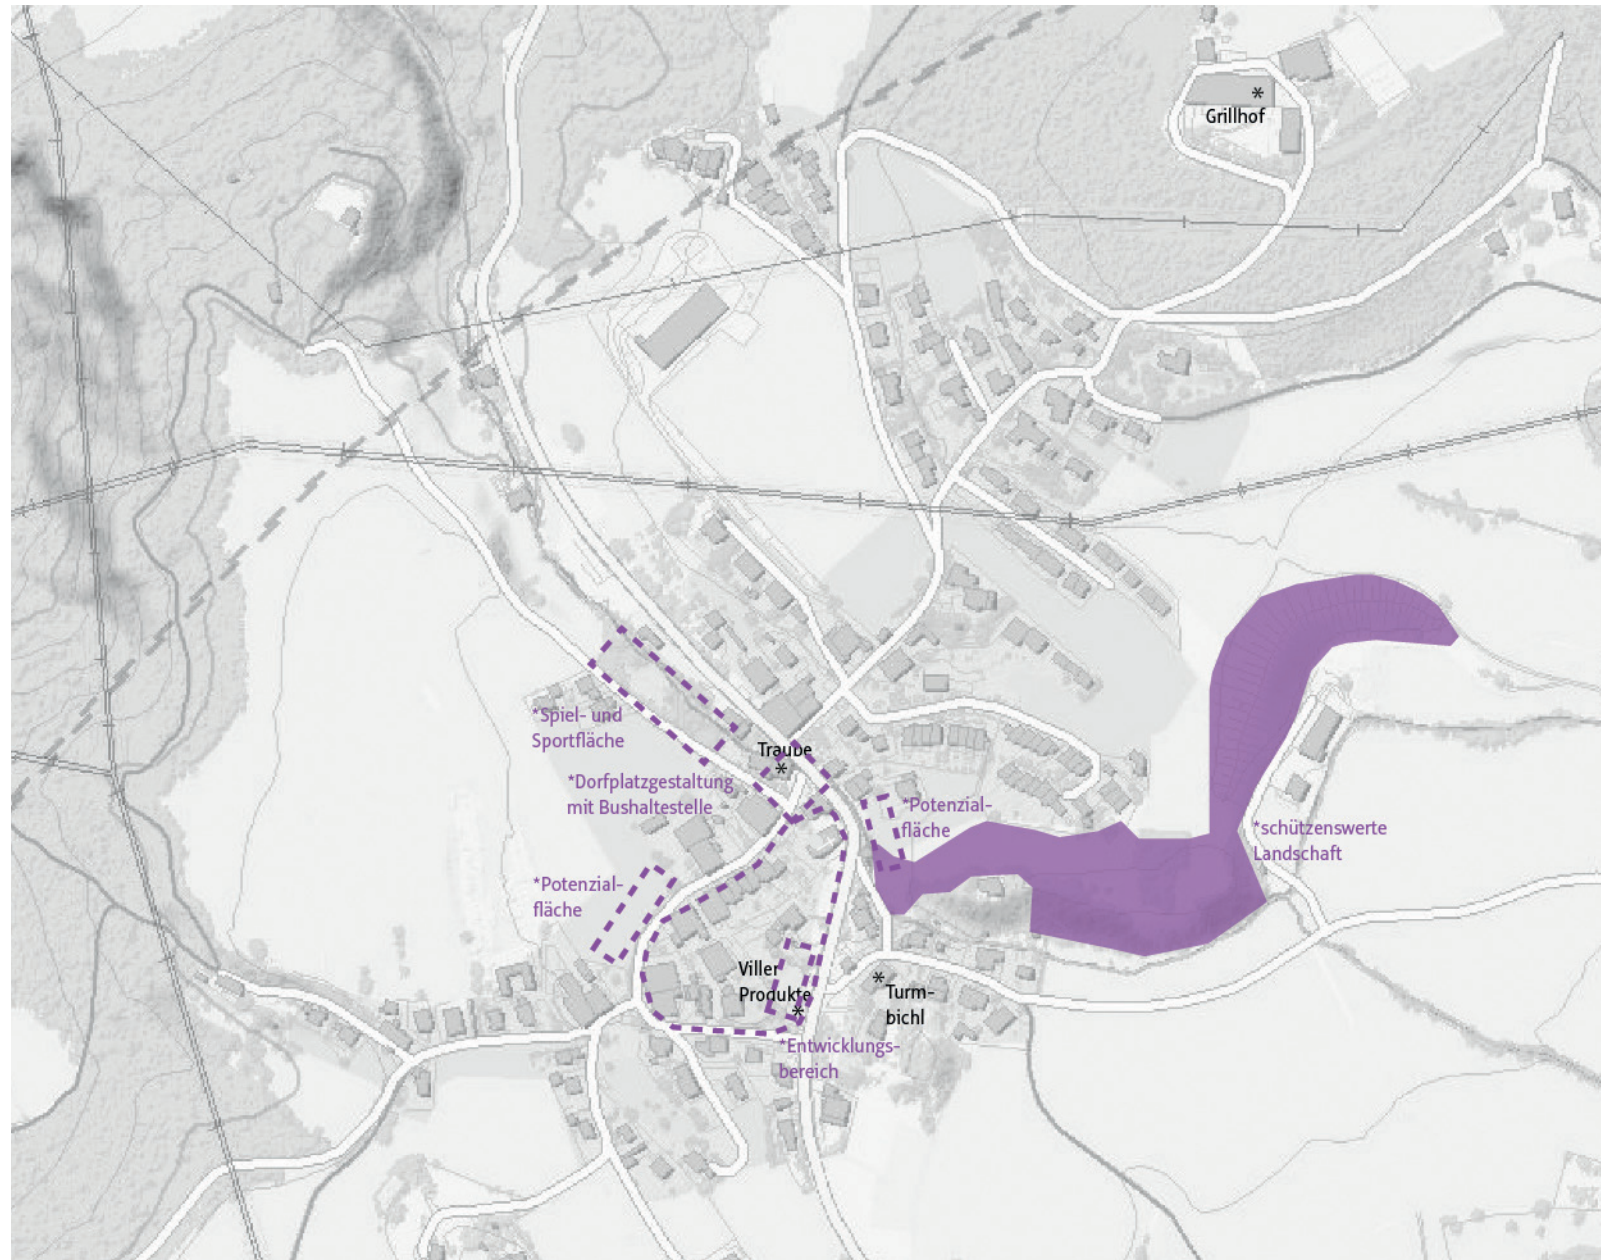 Grillhof
*Spiel- und
Sportfläche
Traube
*Dorfplatzgestaltung
mit Bushaltestelle
*Potenzial-
fläche
*schützenswerte
Landschaft
*Potenzial-
fläche
Viller
Produkte
Turm-
bichl
*Entwicklungs-
bereich